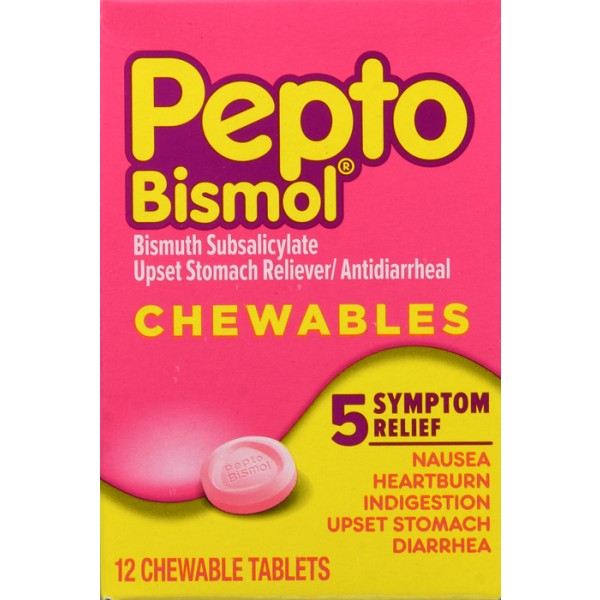 Pepto
Bismol®
Bismuth Subsalicylate
Upset Stomach Reliever/ Antidiarrheal
CHEWABLES
5 SYMPTOM
RELIEF
NAUSEA
HEARTBURN
INDIGESTION
UPSET STOMACH
DIARRHEA
Pepto
Bismol
12 CHEWABLE TABLETS